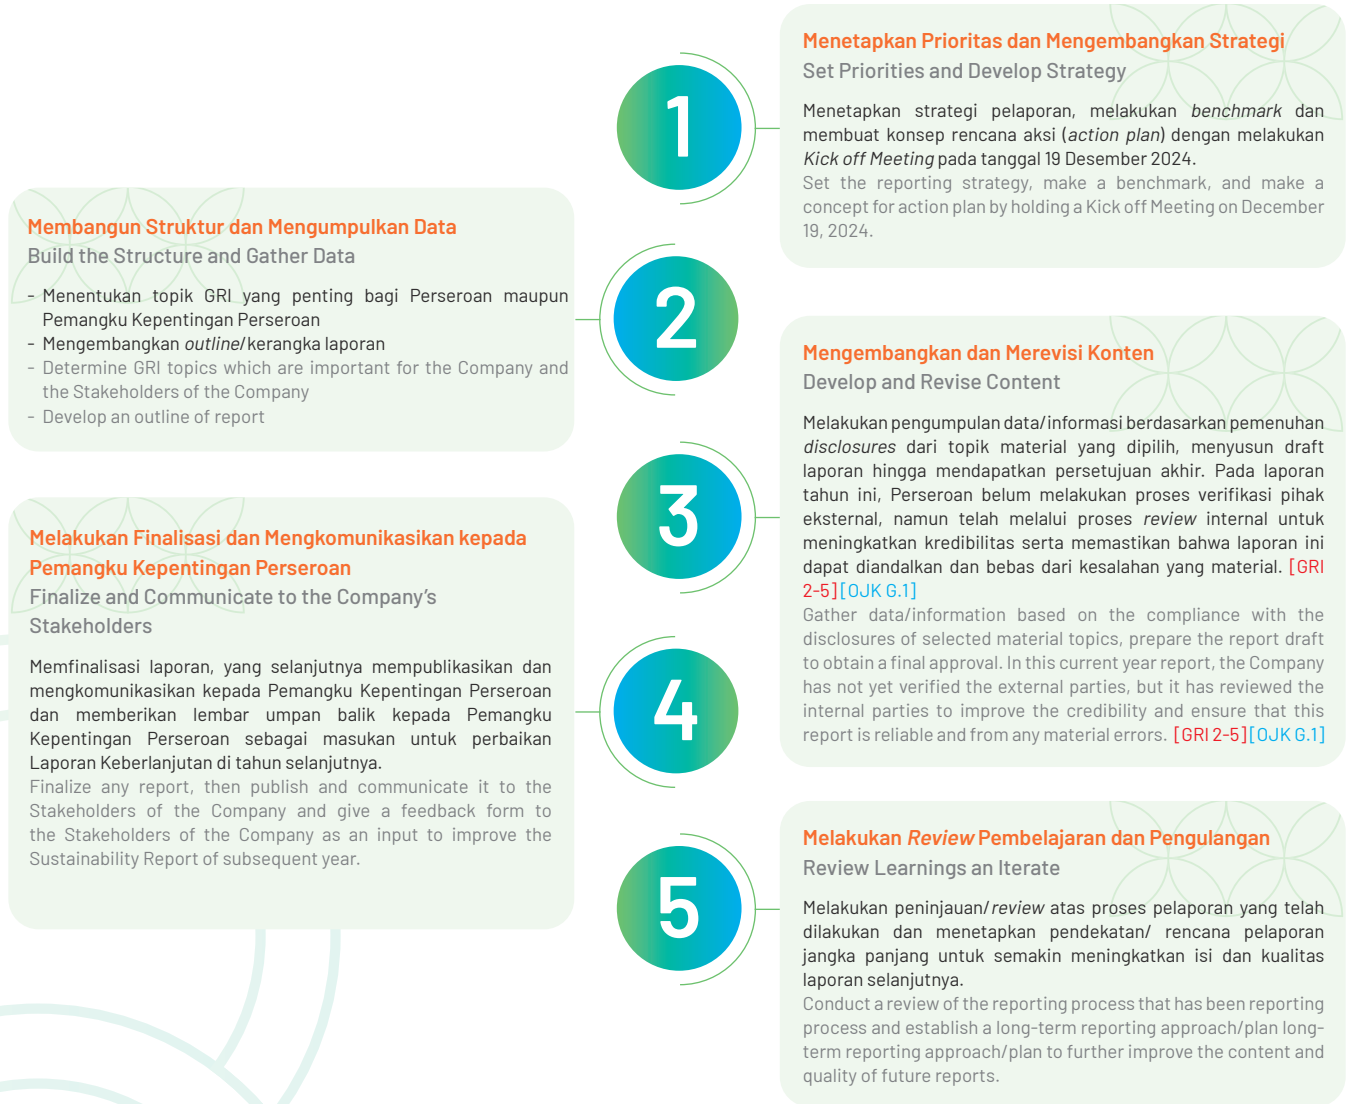 1
Menetapkan Prioritas dan Mengembangkan Strategi
Set Priorities and Develop Strategy
Menetapkan strategi pelaporan, melakukan benchmark dan
membuat konsep rencana aksi (action plan) dengan melakukan
Kick off Meeting pada tanggal 19 Desember 2024.
Set the reporting strategy, make a benchmark, and make a
concept for action plan by holding a Kick off Meeting on December
19, 2024.
2
Membangun Struktur dan Mengumpulkan Data
Build the Structure and Gather Data
- Menentukan topik GRI yang penting bagi Perseroan maupun
Pemangku Kepentingan Perseroan
- Mengembangkan outline/kerangka laporan
- Determine GRI topics which are important for the Company and
the Stakeholders of the Company
- Develop an outline of report
3
Mengembangkan dan Merevisi Konten
Develop and Revise Content
Melakukan pengumpulan data/informasi berdasarkan pemenuhan
disclosures dari topik material yang dipilih, menyusun draft
laporan hingga mendapatkan persetujuan akhir. Pada laporan
tahun ini, Perseroan belum melakukan proses verifikasi pihak
eksternal, namun telah melalui proses review internal untuk
meningkatkan kredibilitas serta memastikan bahwa laporan ini
dapat diandalkan dan bebas dari kesalahan yang material. [GRI
2-5][OJK G.1]
Gather data/information based on the compliance with the
disclosures of selected material topics, prepare the report draft
to obtain a final approval. In this current year report, the Company
has not yet verified the external parties, but it has reviewed the
internal parties to improve the credibility and ensure that this
report is reliable and from any material errors. [GRI 2-5][OJK G.1]
4
Melakukan Finalisasi dan Mengkomunikasikan kepada
Pemangku Kepentingan Perseroan
Finalize and Communicate to the Company's
Stakeholders
Memfinalisasi laporan, yang selanjutnya mempublikasikan dan
mengkomunikasikan kepada Pemangku Kepentingan Perseroan
dan memberikan lembar umpan balik kepada Pemangku
Kepentingan Perseroan sebagai masukan untuk perbaikan
Laporan Keberlanjutan di tahun selanjutnya.
Finalize any report, then publish and communicate it to the
Stakeholders of the Company and give a feedback form to
the Stakeholders of the Company as an input to improve the
Sustainability Report of subsequent year.
5
Melakukan Review Pembelajaran dan Pengulangan
Review Learnings an Iterate
Melakukan peninjauan/review atas proses pelaporan yang telah
dilakukan dan menetapkan pendekatan/ rencana pelaporan
jangka panjang untuk semakin meningkatkan isi dan kualitas
laporan selanjutnya.
Conduct a review of the reporting process that has been reporting
process and establish a long-term reporting approach/plan long-
term reporting approach/plan to further improve the content and
quality of future reports.